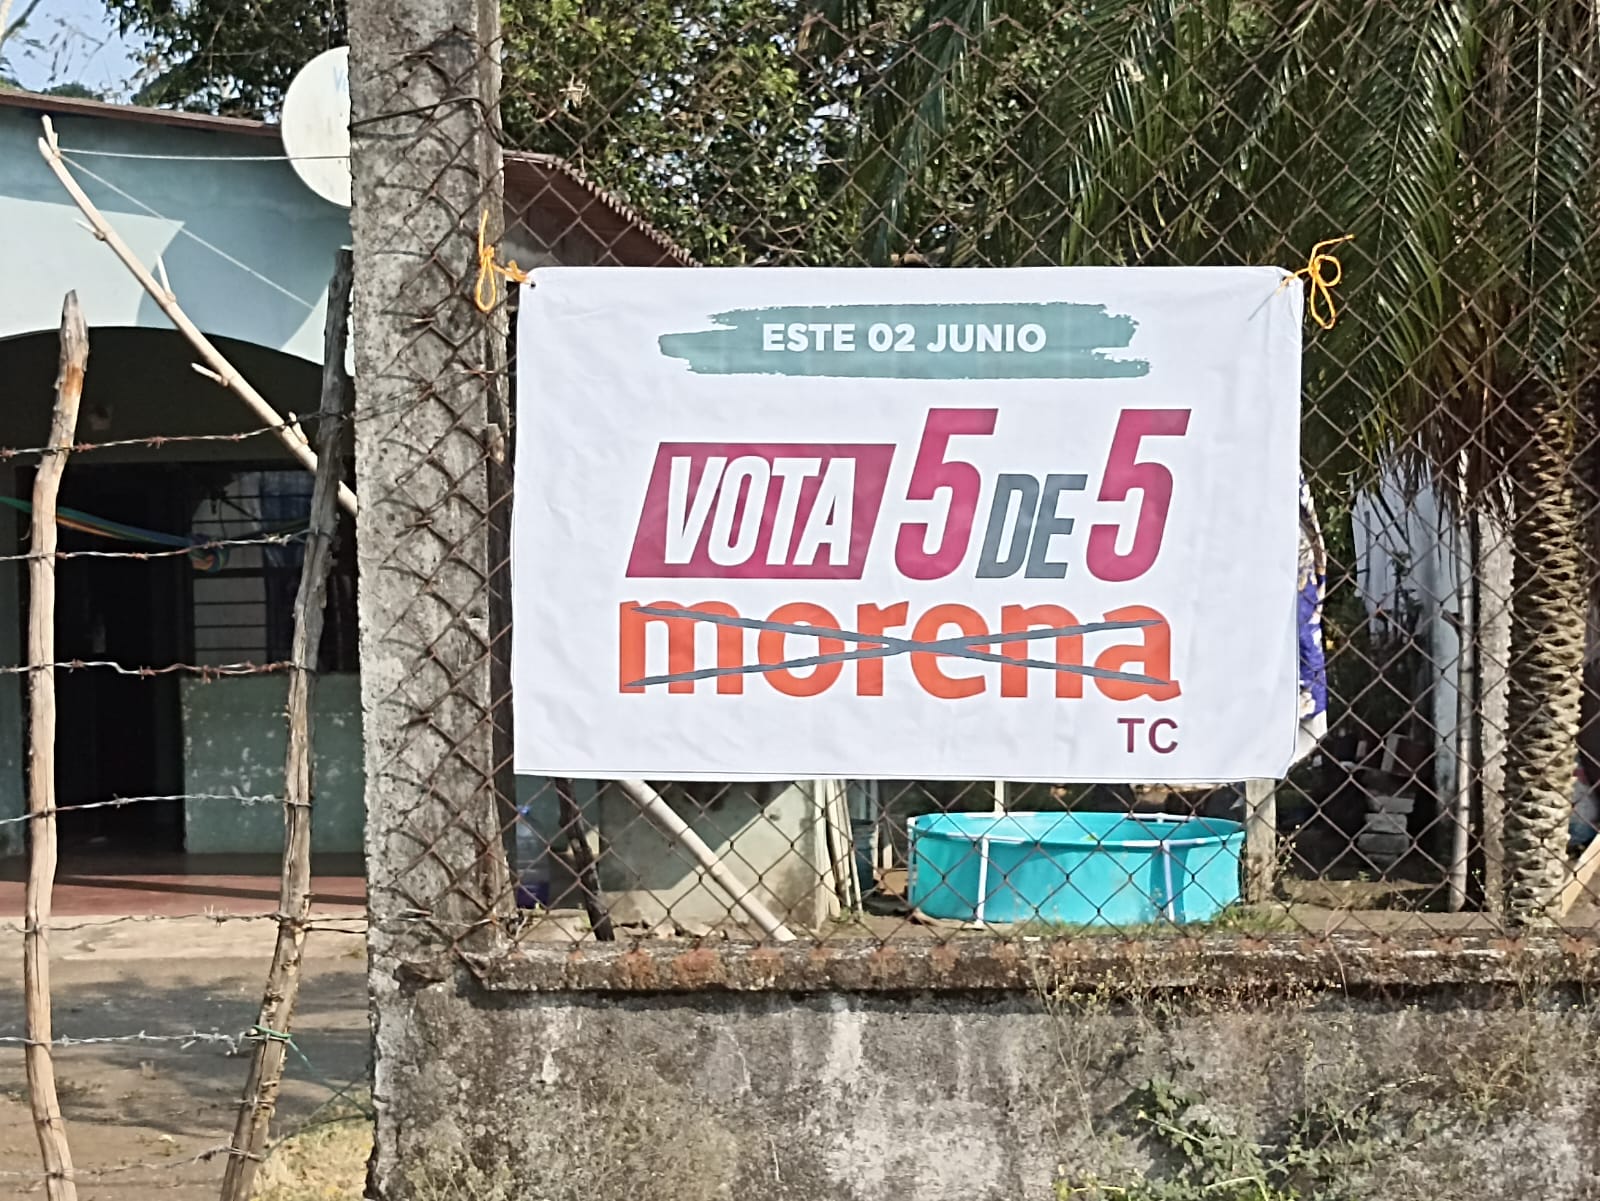 ESTE 02 JUNIO
VOTA 5 DE 5
morena
TC